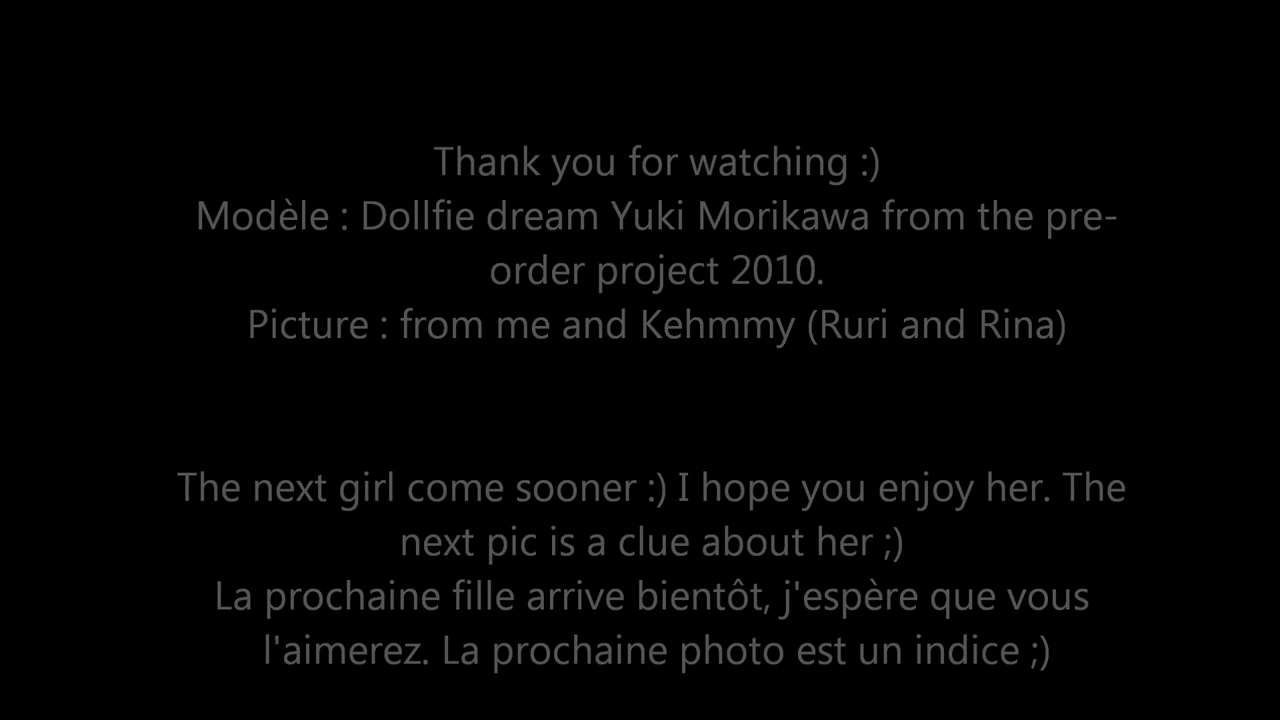 Thank you for watching :)
Modèle : Dollfie dream Yuki Morikawa from the pre-
order project 2010.
Picture : from me and Kehmmy (Ruri and Rina)
The next girl come sooner :) I hope you enjoy her. The
next pic is a clue about her ;)
La prochaine fille arrive bientôt, j'espère que vous
l'aimerez. La prochaine photo est un indice ;)